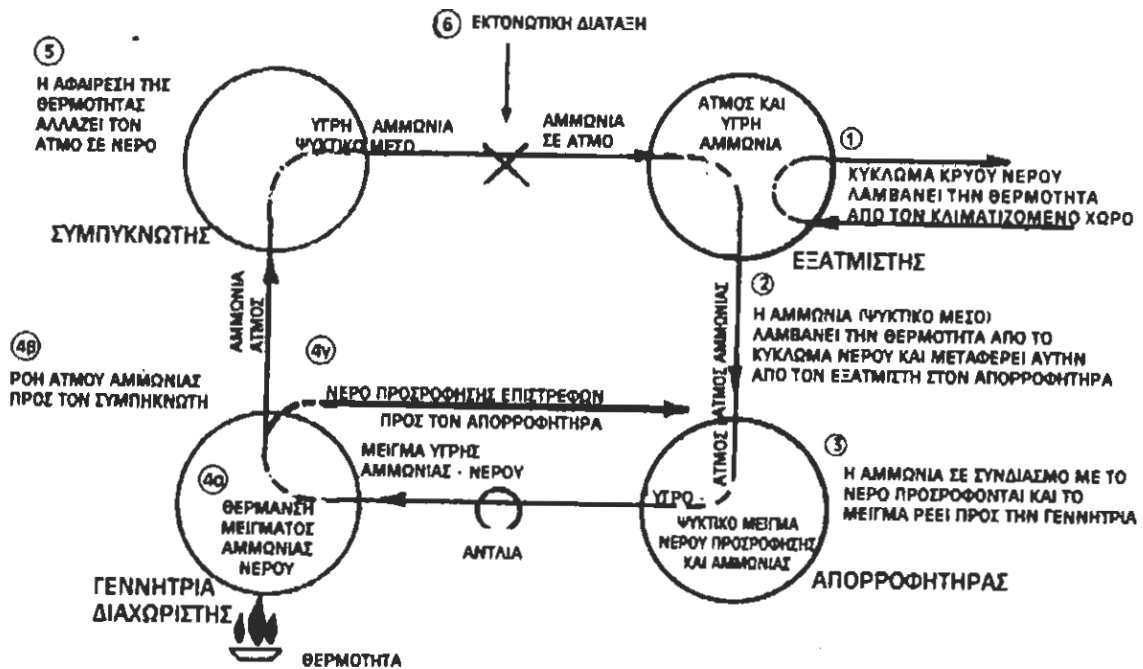 ⑥ ΕΚΤΟΝΩΤΙΚΗ ΔΙΑΤΑΞΗ
⑤
Η ΑΦΑΙΡΕΣΗ ΤΗΣ
ΘΕΡΜΟΤΗΤΑΣ
ΑΛΛΑΖΕΙ ΤΟΝ
ΑΤΜΟ ΣΕ ΝΕΡΟ
ΥΓΡΗ ΑΜΜΩΝΙΑ
ΨΥΚΤΙΚΟ ΜΕΣΟ
ΑΜΜΩΝΙΑ
ΣΕ ΑΤΜΟ
ΑΤΜΟΣ ΚΑΙ
ΥΓΡΗ
ΑΜΜΩΝΙΑ
①
ΚΥΚΛΩΜΑ ΚΡΥΟΥ ΝΕΡΟΥ
ΛΑΜΒΑΝΕΙ ΤΗΝ ΘΕΡΜΟΤΗΤΑ
ΑΠΟ ΤΟΝ ΚΛΙΜΑΤΙΖΟΜΕΝΟ ΧΩΡΟ
ΣΥΜΠΥΚΝΩΤΗΣ
ΕΞΑΤΜΙΣΤΗΣ
ΑΜΜΩΝΙΑ
ΑΤΜΟΣ
ΑΤΜΟΣ ΑΤΜΟΣ ΑΜΜΩΝΙΑΣ
②
Η ΑΜΜΩΝΙΑ (ΨΥΚΤΙΚΟ ΜΕΣΟ)
ΛΑΜΒΑΝΕΙ ΤΗΝ ΘΕΡΜΟΤΗΤΑ ΑΠΟ ΤΟ
ΚΥΚΛΩΜΑ ΝΕΡΟΥ ΚΑΙ ΜΕΤΑΦΕΡΕΙ ΑΥΤΗΝ
ΑΠΟ ΤΟΝ ΕΞΑΤΜΙΣΤΗ ΣΤΟΝ ΑΠΟΡΡΟΦΗΤΗΡΑ
4β
ΡΟΗ ΑΤΜΟΥ ΑΜΜΩΝΙΑΣ
ΠΡΟΣ ΤΟΝ ΣΥΜΠΗΚΝΩΤΗ
4γ
ΝΕΡΟ ΠΡΟΣΡΟΦΗΣΗΣ ΕΠΙΣΤΡΕΦΩΝ
ΠΡΟΣ ΤΟΝ ΑΠΟΡΡΟΦΗΤΗΡΑ
ΜΕΙΓΜΑ ΥΓΡΗΣ
ΑΜΜΩΝΙΑΣ - ΝΕΡΟΥ
③
Η ΑΜΜΩΝΙΑ ΣΕ ΣΥΝΔΙΑΣΜΟ ΜΕ ΤΟ
ΝΕΡΟ ΠΡΟΣΡΟΦΟΝΤΑΙ ΚΑΙ ΤΟ
ΜΕΙΓΜΑ ΡΕΕΙ ΠΡΟΣ ΤΗΝ ΓΕΝΝΗΤΡΙΑ
4α
ΘΕΡΜΑΝΣΗ
ΜΕΙΓΜΑΤΟΣ
ΑΜΜΩΝΙΑΣ
ΝΕΡΟΥ
ΑΝΤΛΙΑ
ΥΓΡΟ -
ΨΥΚΤΙΚΟ ΜΕΙΓΜΑ
ΝΕΡΟΥ ΠΡΟΣΡΟΦΗΣΗΣ
ΚΑΙ ΑΜΜΩΝΙΑΣ
ΓΕΝΝΗΤΡΙΑ
ΔΙΑΧΩΡΙΣΤΗΣ
ΑΠΟΡΡΟΦΗΤΗΡΑΣ
ΘΕΡΜΟΤΗΤΑ